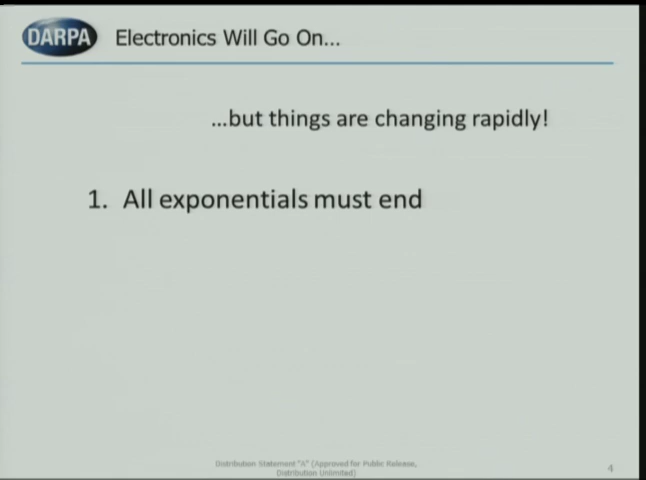 DARPA
Electronics Will Go On...
...but things are changing rapidly!
1. All exponentials must end
Distribution Statement "A" (Approved for Public Release,
Distribution Unlimited)
4